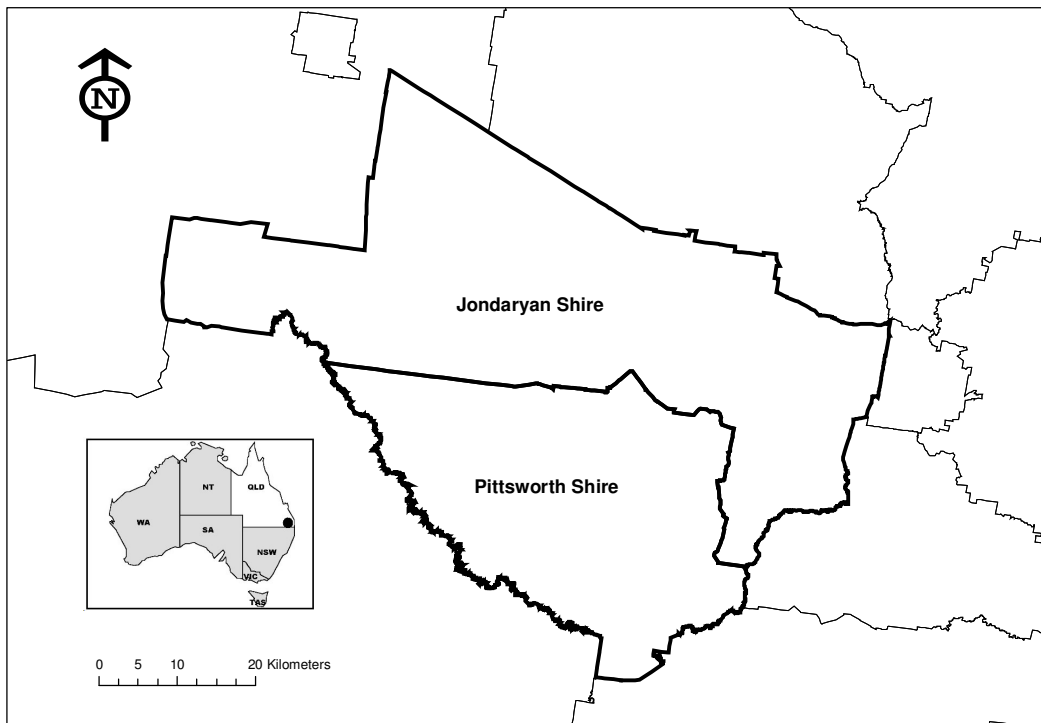 N
Jondaryan Shire
Pittsworth Shire
NT
QLD
WA
SA
NSW
VIC
TAS
0 5 10 20 Kilometers